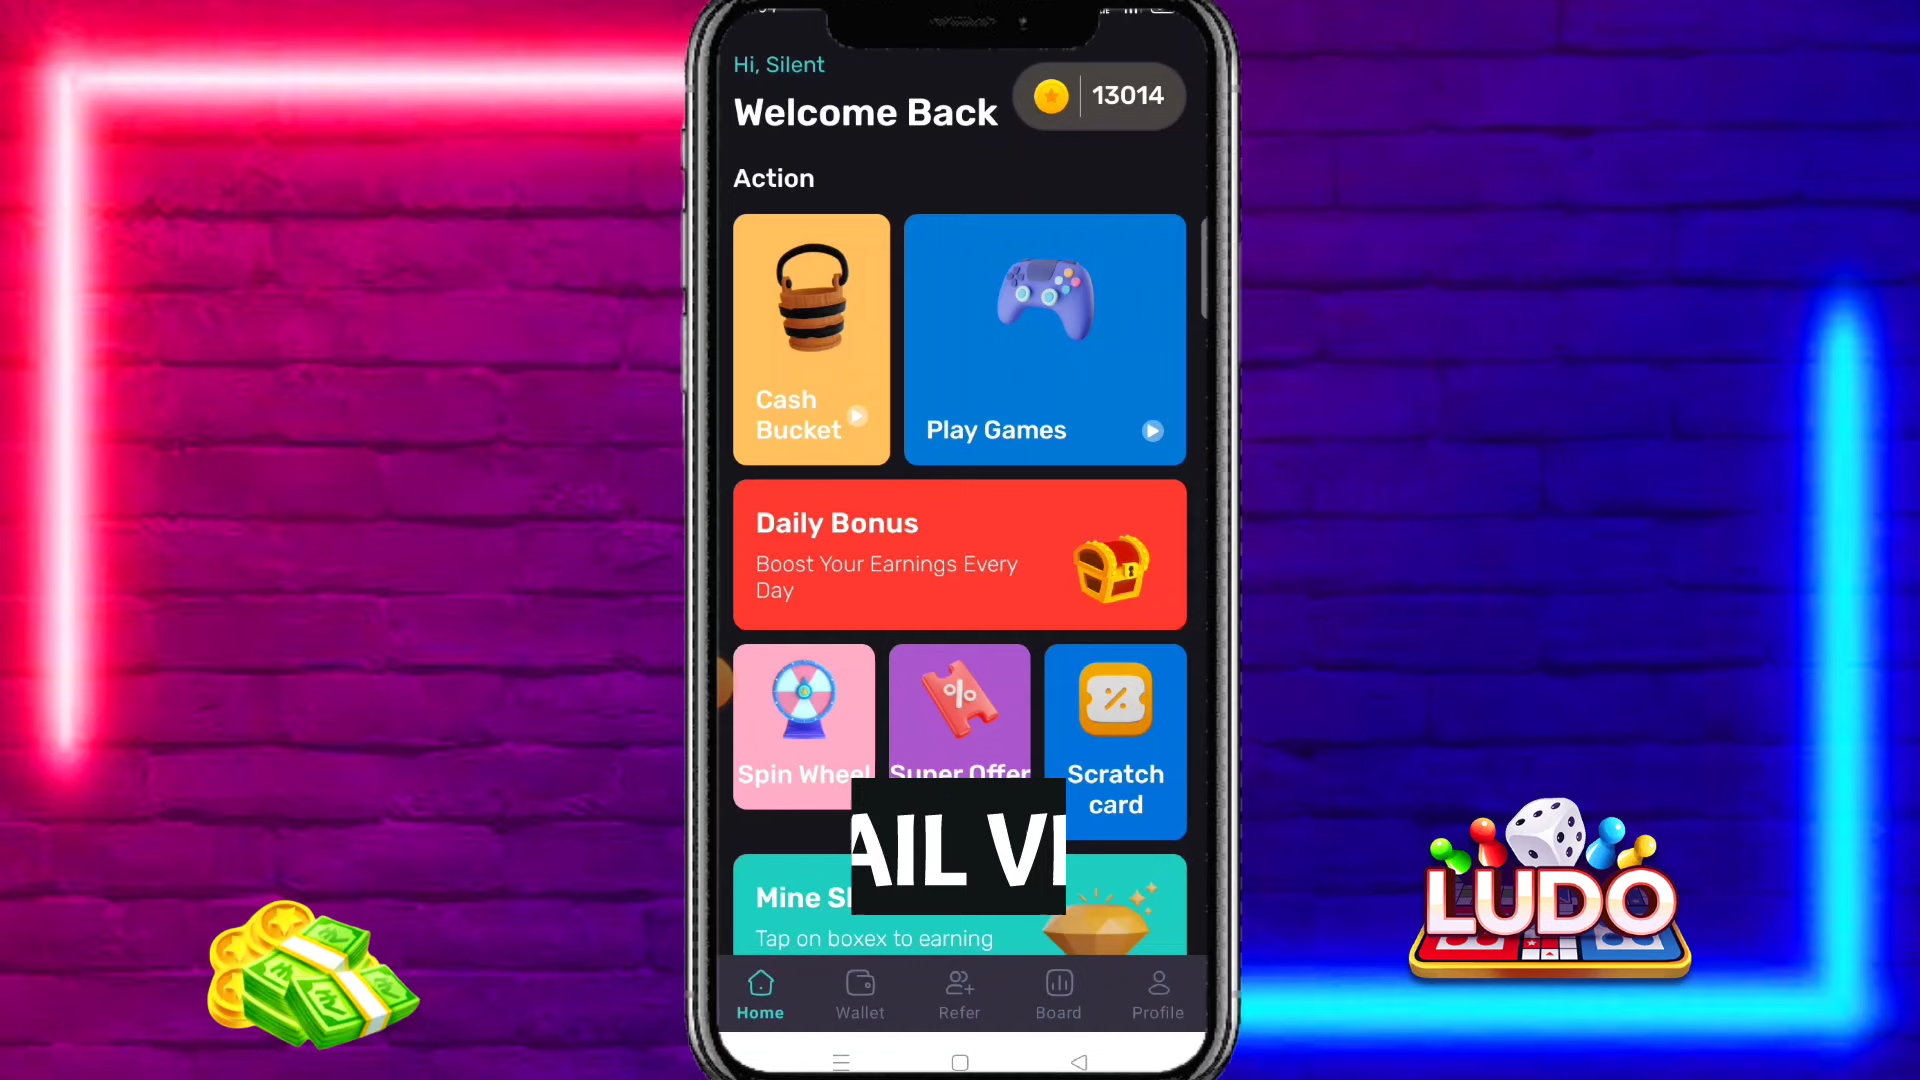 Hi, Silent
Welcome Back
13014
Action
Cash
Bucket
Play Games
Daily Bonus
Boost Your Earnings Every
Day
Spin Wheel
Super Offer
Scratch
card
AIL VI
Mine
Tap on boxex to earning
LUDO
Home
Wallet
Refer
Board
Profile